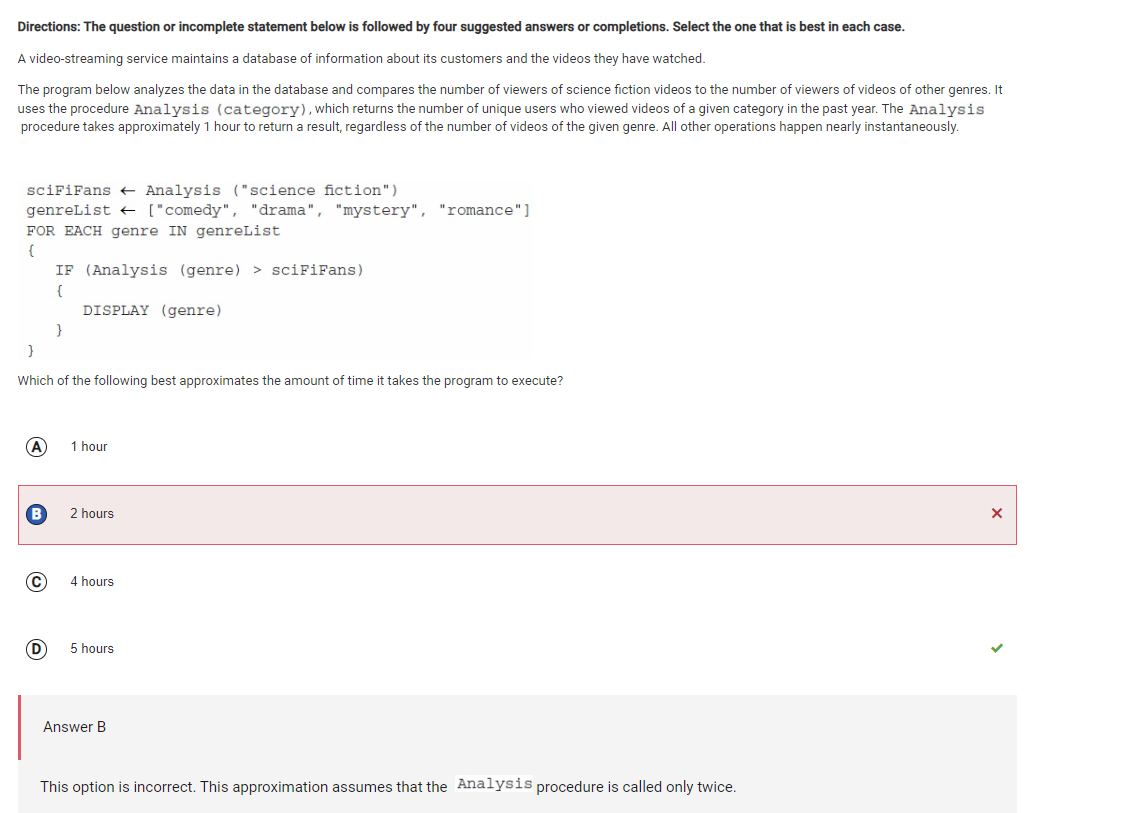 Directions: The question or incomplete statement below is followed by four suggested answers or completions. Select the one that is best in each case.
A video-streaming service maintains a database of information about its customers and the videos they have watched.
The program below analyzes the data in the database and compares the number of viewers of science fiction videos to the number of viewers of videos of other genres. It
uses the procedure Analysis (category), which returns the number of unique users who viewed videos of a given category in the past year. The Analysis
procedure takes approximately 1 hour to return a result, regardless of the number of videos of the given genre. All other operations happen nearly instantaneously.
sciFiFans ← Analysis ("science fiction")
genreList ← ["comedy", "drama", "mystery", "romance"]
FOR EACH genre IN genreList
{
IF (Analysis (genre) > sciFiFans)
{
DISPLAY (genre)
}
}
Which of the following best approximates the amount of time it takes the program to execute?
A 1 hour
B 2 hours
C 4 hours
D 5 hours
Answer B
This option is incorrect. This approximation assumes that the Analysis procedure is called only twice.